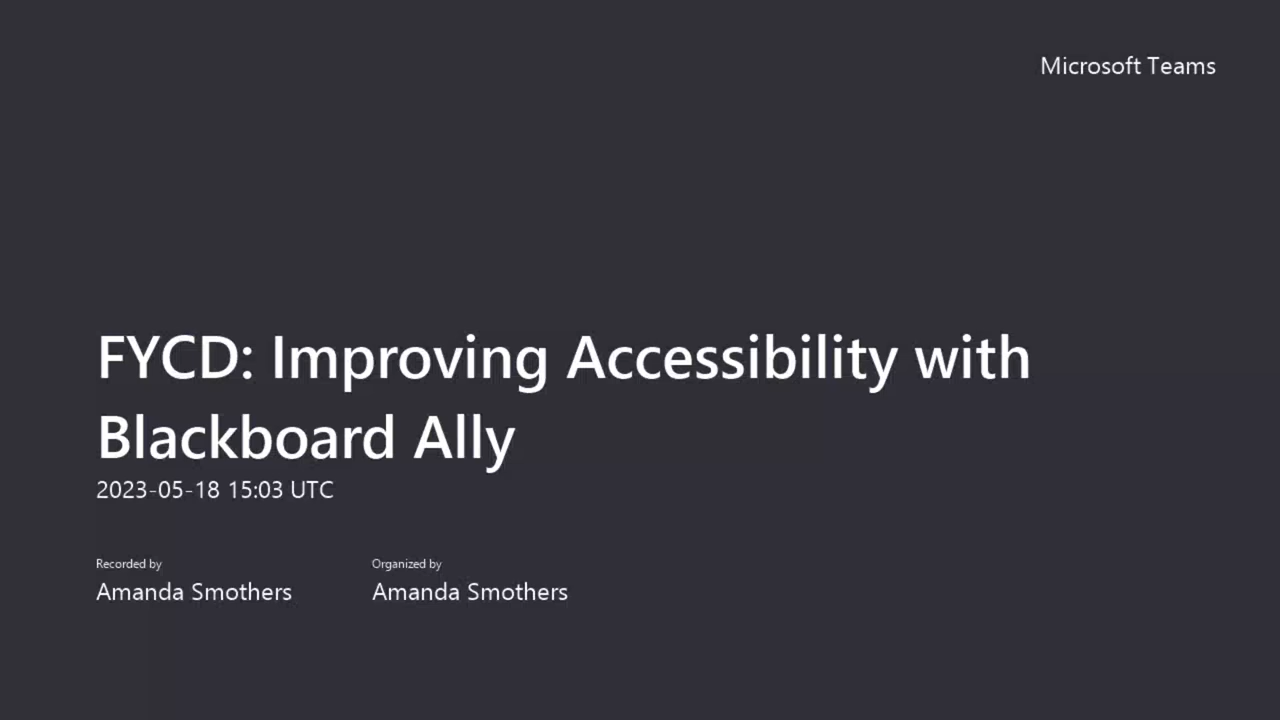 Microsoft Teams
FYCD: Improving Accessibility with
Blackboard Ally
2023-05-18 15:03 UTC
Recorded by
Amanda Smothers
Organized by
Amanda Smothers